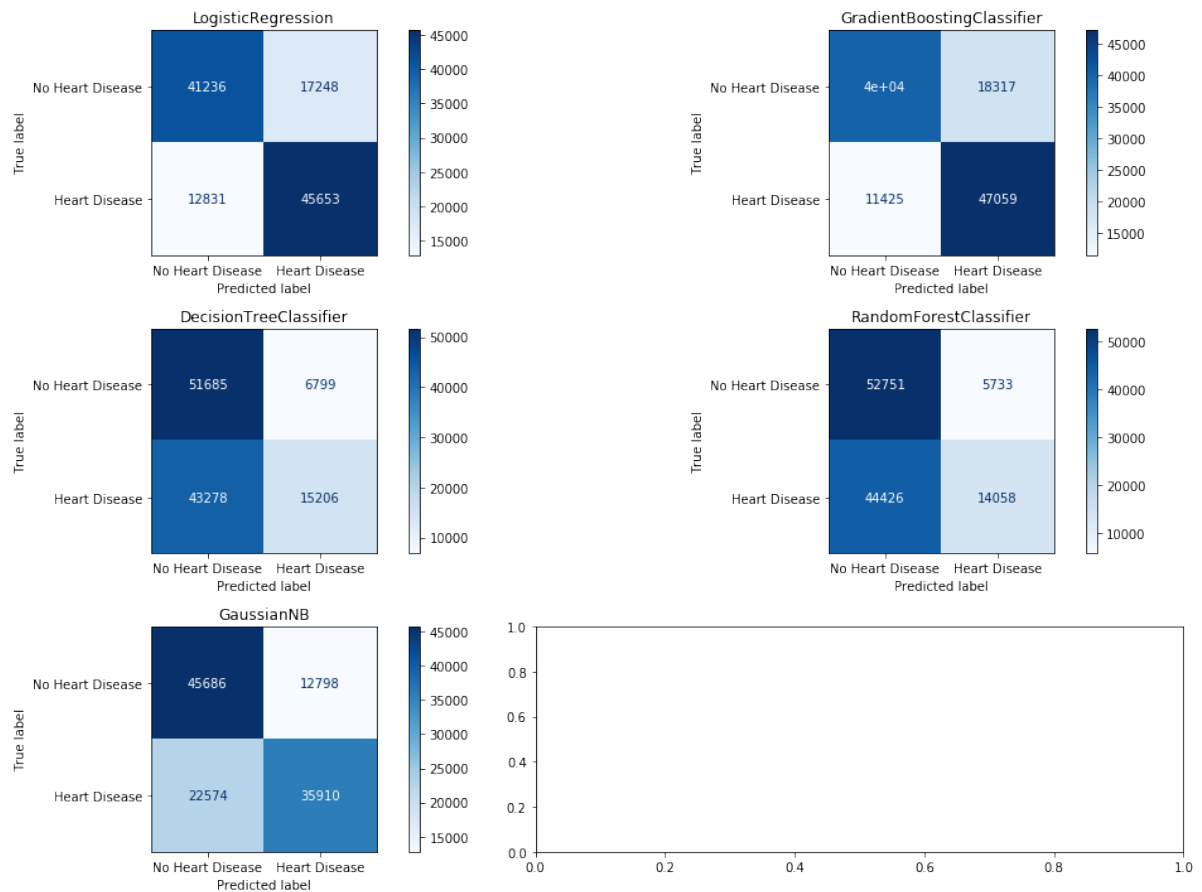 LogisticRegression
No Heart Disease
Heart Disease
True label
41236 17248
12831 45653
No Heart Disease Heart Disease
Predicted label
45000
40000
35000
30000
25000
20000
15000
GradientBoostingClassifier
No Heart Disease
Heart Disease
True label
4e+04 18317
11425 47059
No Heart Disease Heart Disease
Predicted label
45000
40000
35000
30000
25000
20000
15000
DecisionTreeClassifier
No Heart Disease
Heart Disease
True label
51685 6799
43278 15206
No Heart Disease Heart Disease
Predicted label
50000
40000
30000
20000
10000
RandomForestClassifier
No Heart Disease
Heart Disease
True label
52751 5733
44426 14058
No Heart Disease Heart Disease
Predicted label
50000
40000
30000
20000
10000
GaussianNB
No Heart Disease
Heart Disease
True label
45686 12798
22574 35910
No Heart Disease Heart Disease
Predicted label
45000
40000
35000
30000
25000
20000
15000
1.0
0.8
0.6
0.4
0.2
0.0
0.0 0.2 0.4 0.6 0.8 1.0